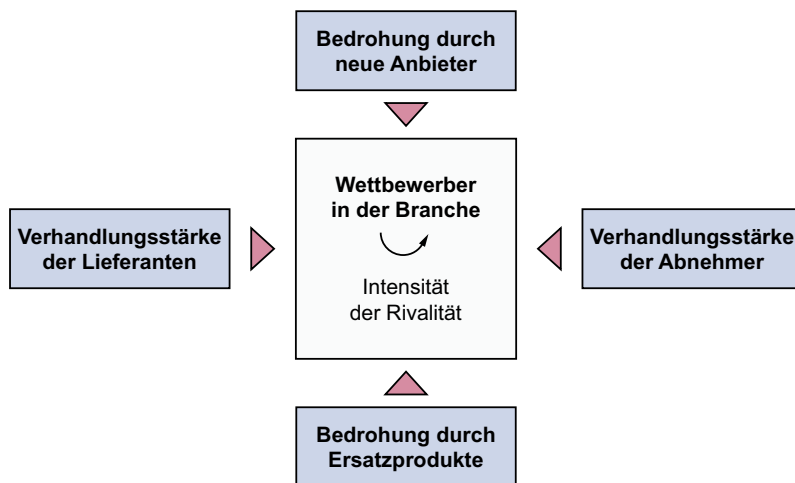 Bedrohung durch
neue Anbieter
Wettbewerber
in der Branche
Verhandlungsstärke
der Lieferanten
Verhandlungsstärke
der Abnehmer
Intensität
der Rivalität
Bedrohung durch
Ersatzprodukte